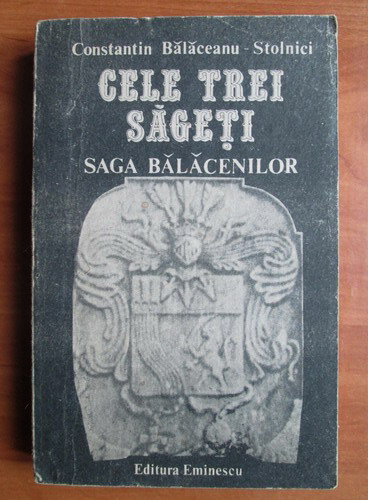 Constantin Bălăceanu - Stolnici
CELE TREI
SĂGEȚI
SAGA BĂLĂCENILOR
Editura Eminescu